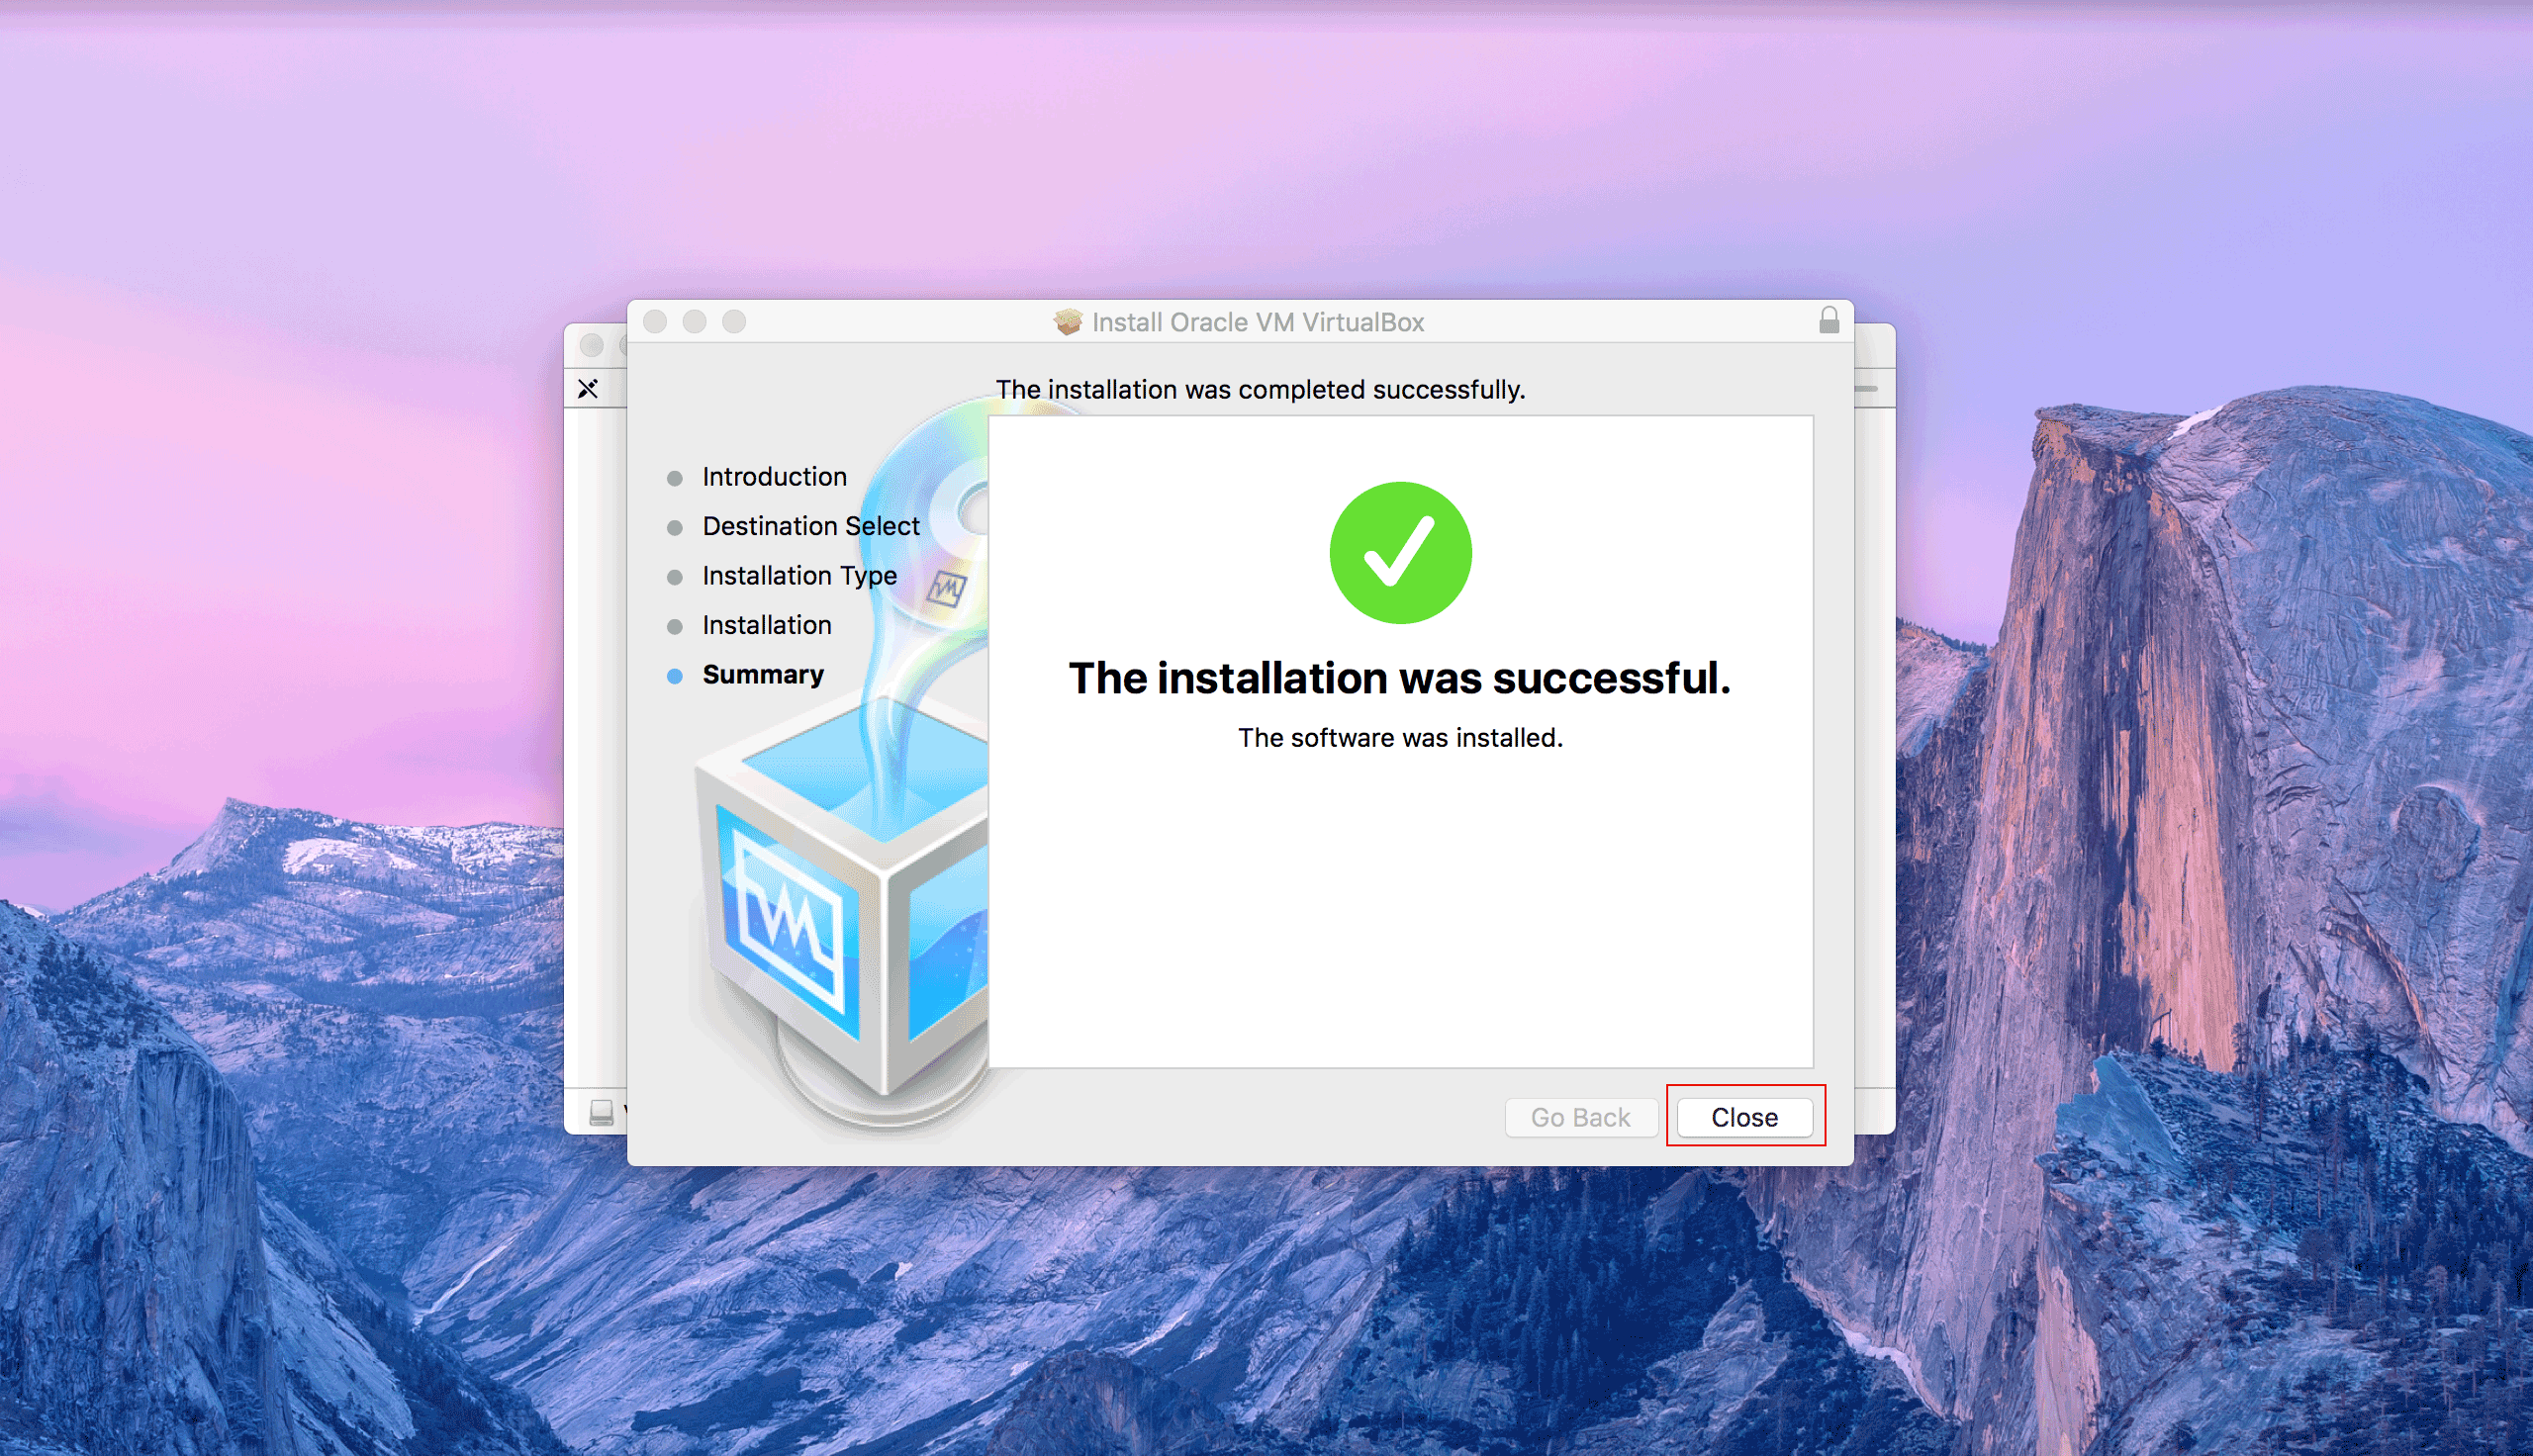 Install Oracle VM VirtualBox
The installation was completed successfully.
Introduction
Destination Select
Installation Type
Installation
Summary
The installation was successful.
The software was installed.
Go Back
Close